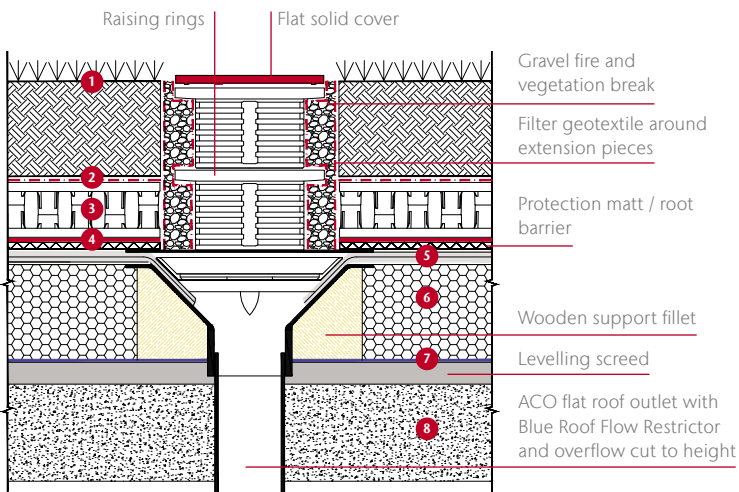 Raising rings
Flat solid cover
Gravel fire and
vegetation break
Filter geotextile around
extension pieces
Protection matt / root
barrier
Wooden support fillet
Levelling screed
ACO flat roof outlet with
Blue Roof Flow Restrictor
and overflow cut to height
1
2
3
4
5
6
7
8